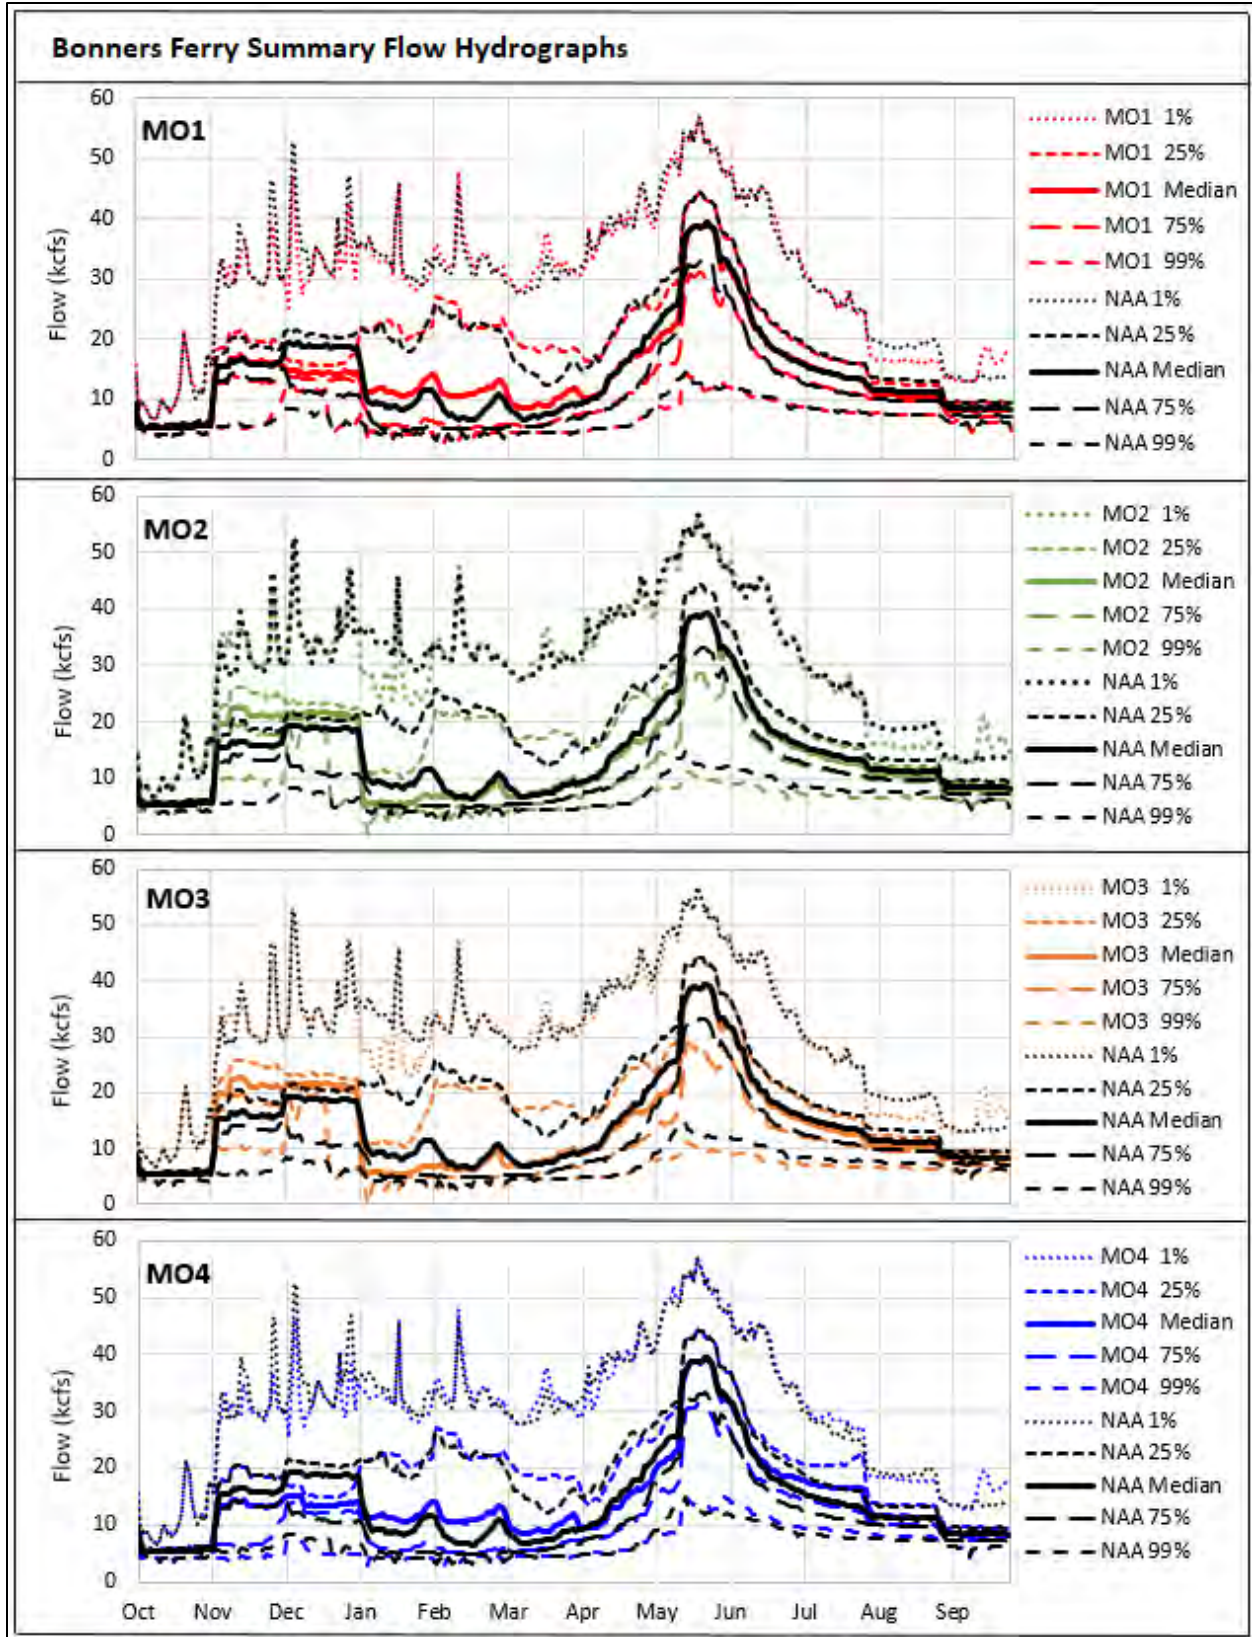 Bonners Ferry Summary Flow Hydrographs
MO1
Flow (kcfs)
60
50
40
30
20
10
0
MO1 1%
MO1 25%
MO1 Median
MO1 75%
MO1 99%
NAA 1%
NAA 25%
NAA Median
NAA 75%
NAA 99%
MO2
Flow (kcfs)
60
50
40
30
20
10
0
MO2 1%
MO2 25%
MO2 Median
MO2 75%
MO2 99%
NAA 1%
NAA 25%
NAA Median
NAA 75%
NAA 99%
MO3
Flow (kcfs)
60
50
40
30
20
10
0
MO3 1%
MO3 25%
MO3 Median
MO3 75%
MO3 99%
NAA 1%
NAA 25%
NAA Median
NAA 75%
NAA 99%
MO4
Flow (kcfs)
60
50
40
30
20
10
0
MO4 1%
MO4 25%
MO4 Median
MO4 75%
MO4 99%
NAA 1%
NAA 25%
NAA Median
NAA 75%
NAA 99%
Oct Nov Dec Jan Feb Mar Apr May Jun Jul Aug Sep